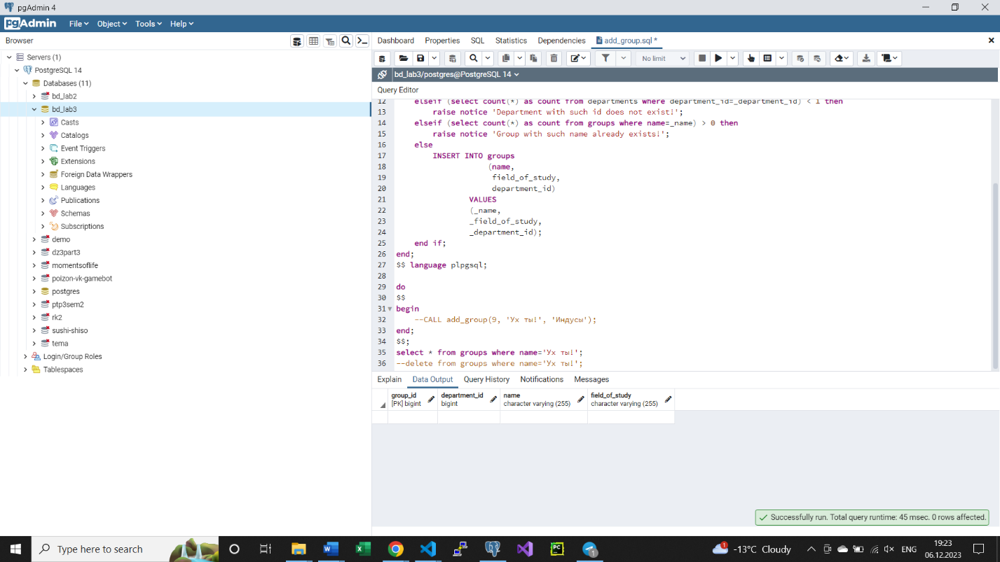 pgAdmin 4
pgAdmin File Object Tools Help
Browser
Dashboard Properties SQL Statistics Dependencies add_group.sql *
Servers (1)
PostgreSQL 14
Databases (11)
bd_lab2
bd_lab3
Casts
Catalogs
Event Triggers
Extensions
Foreign Data Wrappers
Languages
Publications
Schemas
Subscriptions
demo
dz3part3
momentsoflife
poizon-vk-gamebot
postgres
ptp3sem2
rk2
sushi-shiso
tema
Login/Group Roles
Tablespaces
No limit
bd_lab3/postgres@PostgreSQL 14
Query Editor
12 elseif (select count(*) as count from departments where department_id=_department_id) < 1 then
13 raise notice 'Department with such id does not exist!';
14 elseif (select count(*) as count from groups where name=_name) > 0 then
15 raise notice 'Group with such name already exists!';
16 else
17 INSERT INTO groups
18 (name,
19 field_of_study,
20 department_id)
21 VALUES
22 (_name,
23 _field_of_study,
24 _department_id);
25 end if;
26 end;
27 $$ language plpgsql;
28
29 do
30 $$
31 begin
32 --CALL add_group(9, 'Ух ты!', 'Индусы');
33 end;
34 $$;
35 select * from groups where name='Ух ты!';
36 --delete from groups where name='Ух ты!';
Explain Data Output Query History Notifications Messages
group_id department_id name field_of_study
[PK] bigint bigint character varying (255) character varying (255)
Successfully run. Total query runtime: 45 msec. 0 rows affected.
Type here to search
1 -13°C Cloudy
ENG
19:23
06.12.2023